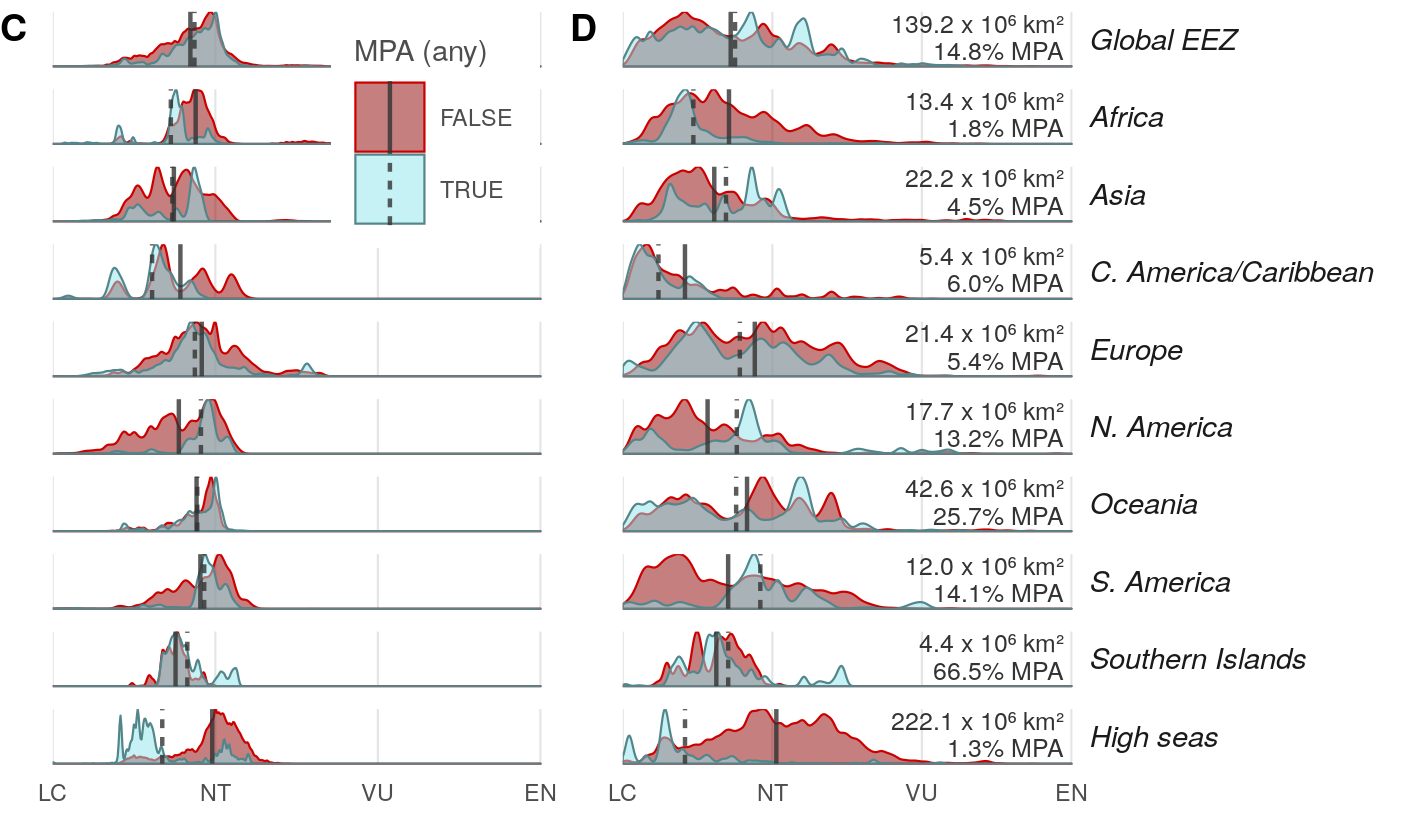 C
MPA (any)
FALSE
TRUE
D
139.2 x 10⁶ km²
14.8% MPA
Global EEZ
13.4 x 10⁶ km²
1.8% MPA
Africa
22.2 x 10⁶ km²
4.5% MPA
Asia
5.4 x 10⁶ km²
6.0% MPA
C. America/Caribbean
21.4 x 10⁶ km²
5.4% MPA
Europe
17.7 x 10⁶ km²
13.2% MPA
N. America
42.6 x 10⁶ km²
25.7% MPA
Oceania
12.0 x 10⁶ km²
14.1% MPA
S. America
4.4 x 10⁶ km²
66.5% MPA
Southern Islands
222.1 x 10⁶ km²
1.3% MPA
High seas
LC NT VU EN
LC NT VU EN